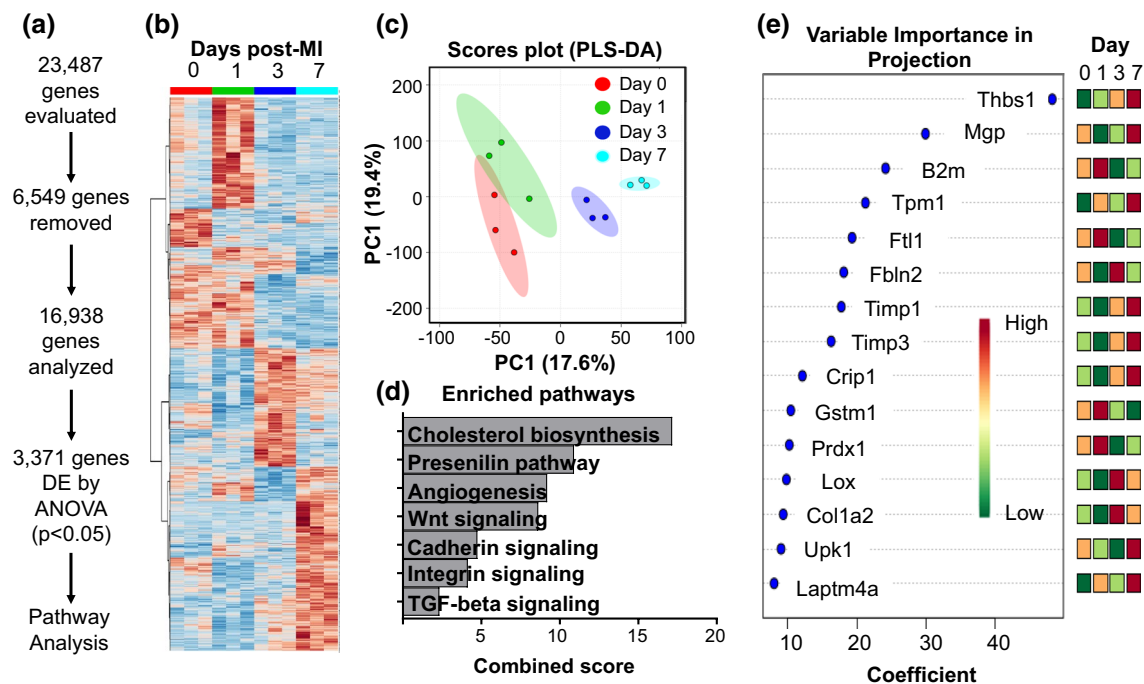 (a)
23,487
genes
evaluated
6,549 genes
removed
16,938
genes
analyzed
3,371 genes
DE by
ANOVA
(p<0.05)
Pathway
Analysis
(b)
Days post-MI
0 1 3 7
(c)
Scores plot (PLS-DA)
Day 0
Day 1
Day 3
Day 7
PC1 (19.4%)
200
100
0
-100
-200
-100 -50 0 50 100
PC1 (17.6%)
(d)
Enriched pathways
Cholesterol biosynthesis
Presenilin pathway
Angiogenesis
Wnt signaling
Cadherin signaling
Integrin signaling
TGF-beta signaling
5 10 15 20
Combined score
(e)
Variable Importance in
Projection
Day
0 1 3 7
Thbs1
Mgp
B2m
Tpm1
Ftl1
Fbln2
Timp1
Timp3
Crip1
Gstm1
Prdx1
Lox
Col1a2
Upk1
Laptm4a
High
Low
10 20 30 40
Coefficient